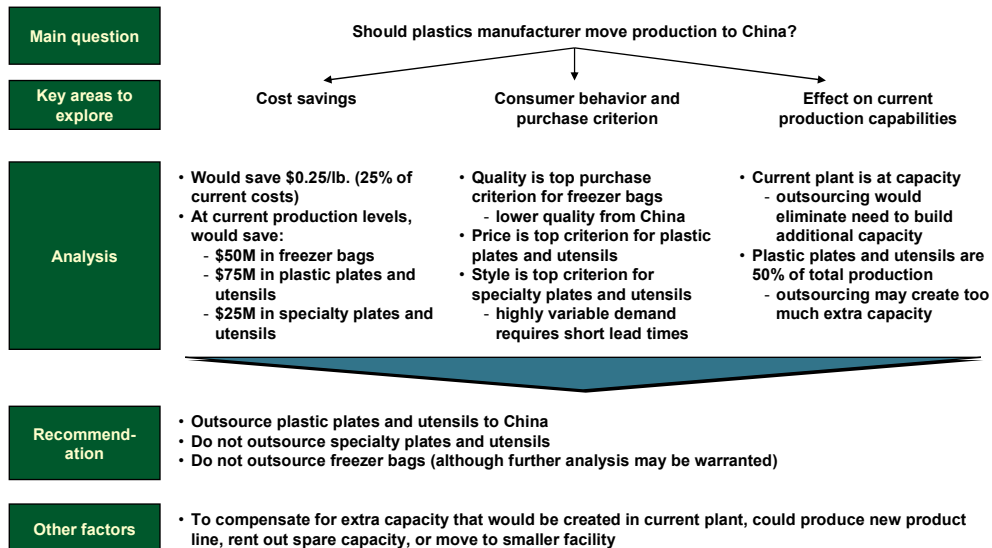 Main question
Should plastics manufacturer move production to China?
Key areas to
explore
Cost savings
Consumer behavior and
purchase criterion
Effect on current
production capabilities
Analysis
• Would save $0.25/lb. (25% of
current costs)
• At current production levels,
would save:
- $50M in freezer bags
- $75M in plastic plates and
utensils
- $25M in specialty plates and
utensils
• Quality is top purchase
criterion for freezer bags
- lower quality from China
• Price is top criterion for plastic
plates and utensils
• Style is top criterion for
specialty plates and utensils
- highly variable demand
requires short lead times
• Current plant is at capacity
- outsourcing would
eliminate need to build
additional capacity
• Plastic plates and utensils are
50% of total production
- outsourcing may create too
much extra capacity
Recommend-
ation
• Outsource plastic plates and utensils to China
• Do not outsource specialty plates and utensils
• Do not outsource freezer bags (although further analysis may be warranted)
Other factors
• To compensate for extra capacity that would be created in current plant, could produce new product
line, rent out spare capacity, or move to smaller facility